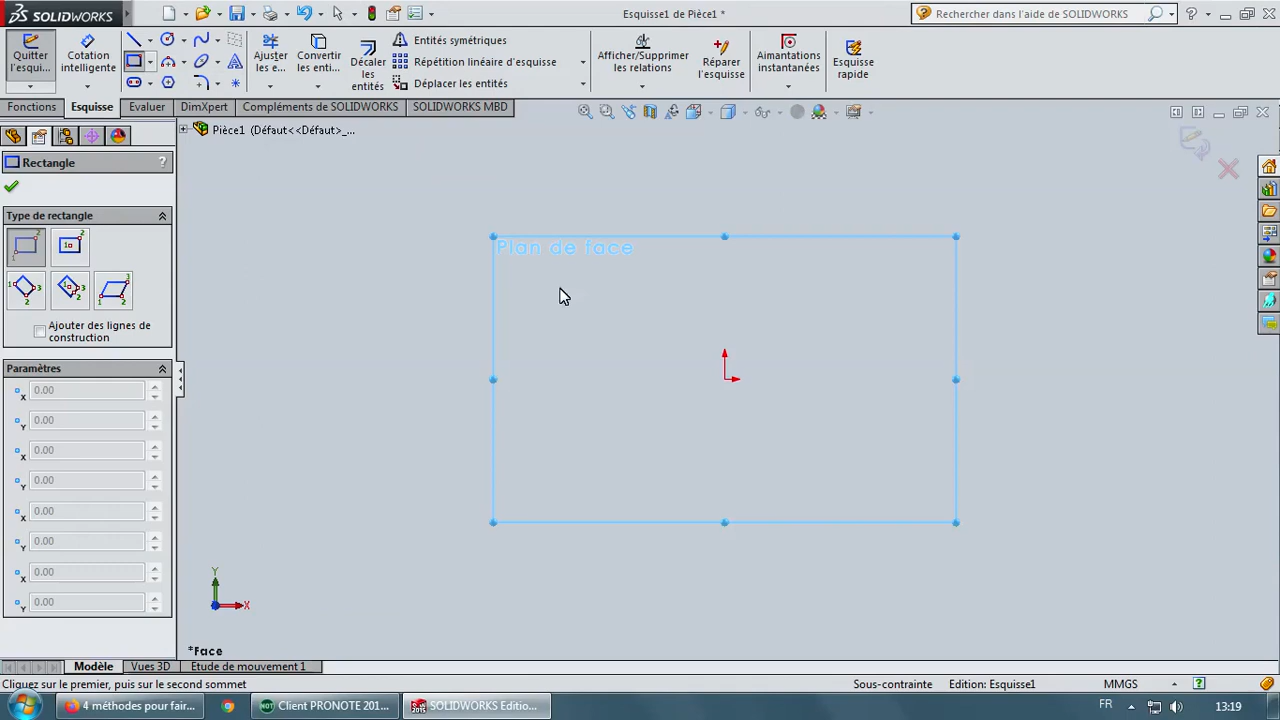 SOLIDWORKS
Esquisse1 de Pièce1 *
Rechercher dans l'aide de SOLIDWORKS
Quitter l'esqui...
Cotation intelligente
Ajuster les e...
Convertir les enti...
Décaler les entités
Entités symétriques
Répétition linéaire d'esquisse
Déplacer les entités
Afficher/Supprimer les relations
Réparer l'esquisse
Aimantations instantanées
Esquisse rapide
Fonctions
Esquisse
Evaluer
DimXpert
Compléments de SOLIDWORKS
SOLIDWORKS MBD
Pièce1 (Défaut<<Défaut>_...
Rectangle
?
Type de rectangle
Ajouter des lignes de
construction
Paramètres
X 0.00
Y 0.00
X 0.00
Y 0.00
X 0.00
Y 0.00
X 0.00
Y 0.00
Plan de face
Y
X
*Face
Modèle
Vues 3D
Etude de mouvement 1
Cliquez sur le premier, puis sur le second sommet
Sous-contrainte
Edition: Esquisse1
MMGS
4 méthodes pour fair...
Client PRONOTE 201...
SOLIDWORKS Editio...
FR
13:19